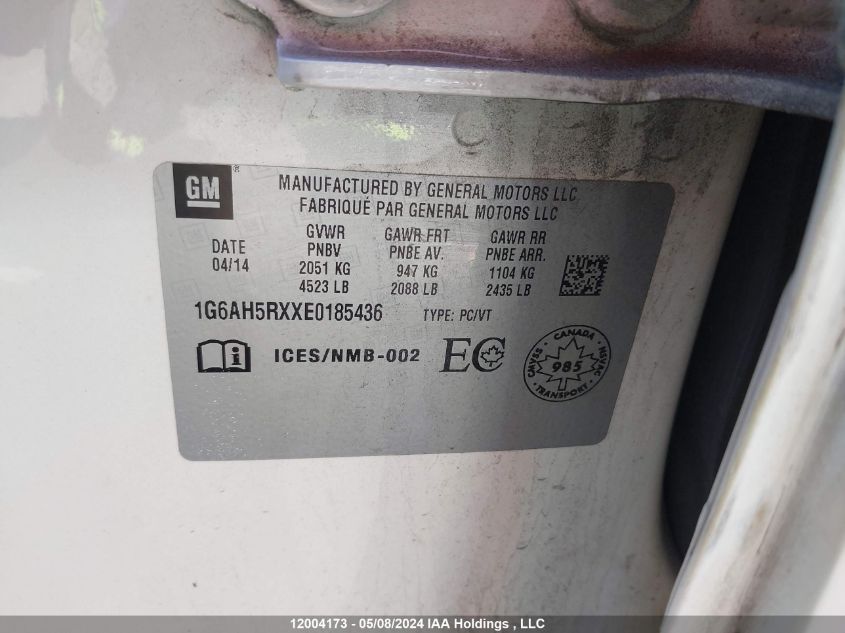 GM ®
MANUFACTURED BY GENERAL MOTORS LLC
FABRIQUÉ PAR GENERAL MOTORS LLC
DATE
04/14
GVWR
PNBV
2051 KG
4523 LB
GAWR FRT
PNBE AV.
947 KG
2088 LB
GAWR RR
PNBE ARR.
1104 KG
2435 LB
1G6AH5RXXE0185436 TYPE: PC/VT
i ICES/NMB-002 EC
CANADA
CMVSS 985 NSVAC
TRANSPORT
12004173 - 05/08/2024 IAA Holdings , LLC